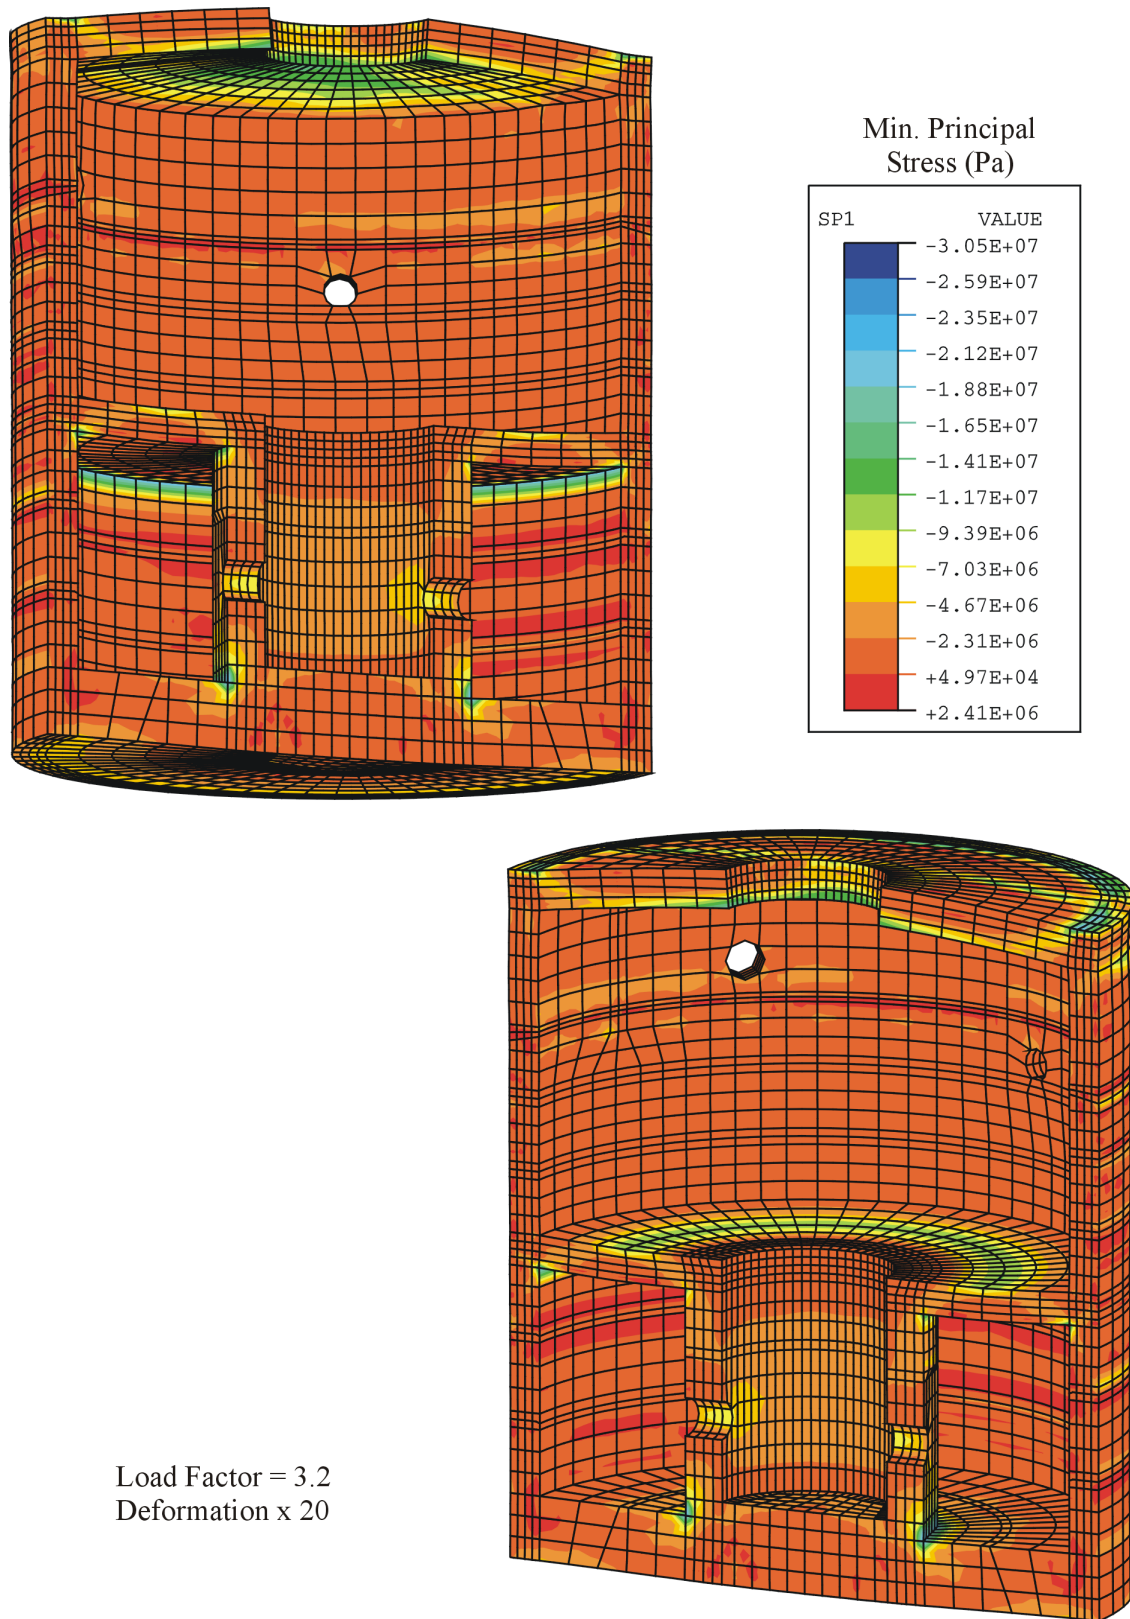 Min. Principal
Stress (Pa)
SP1 VALUE
-3.05E+07
-2.59E+07
-2.35E+07
-2.12E+07
-1.88E+07
-1.65E+07
-1.41E+07
-1.17E+07
-9.39E+06
-7.03E+06
-4.67E+06
-2.31E+06
+4.97E+04
+2.41E+06
Load Factor = 3.2
Deformation x 20